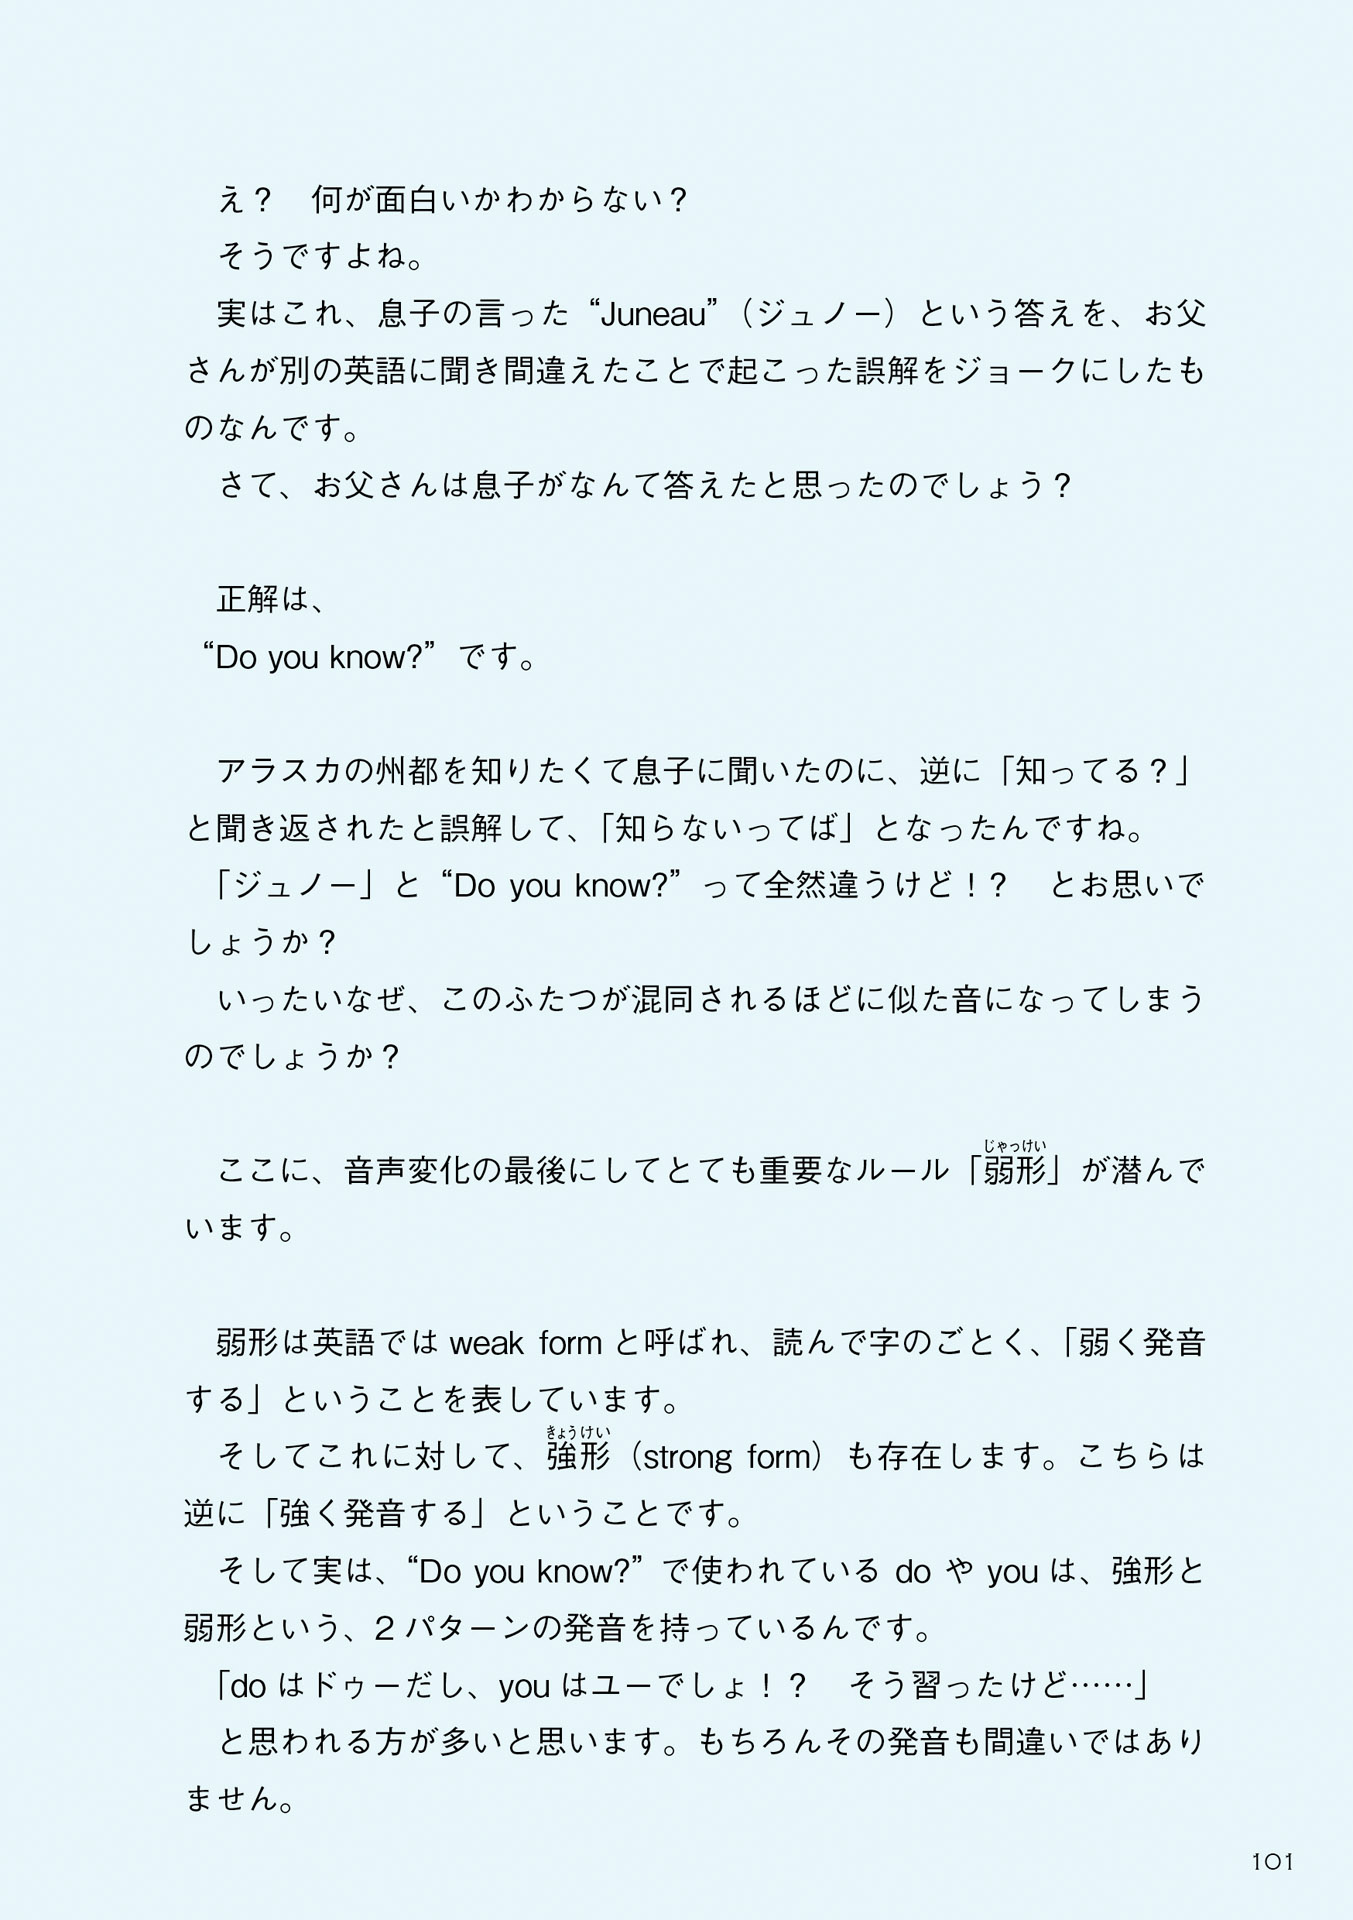 え？　何が面白いかわからない？
そうですよね。
実はこれ、息子の言った“Juneau”（ジュノー）という答えを、お父
さんが別の英語に聞き間違えたことで起こった誤解をジョークにしたも
のなんです。
さて、お父さんは息子がなんて答えたと思ったのでしょう？
正解は、
“Do you know?” です。
アラスカの州都を知りたくて息子に聞いたのに、逆に「知ってる？」
と聞き返されたと誤解して、「知らないってば」となったんですね。
「ジュノー」と“Do you know?” って全然違うけど！？　とお思いで
しょうか？
いったいなぜ、このふたつが混同されるほどに似た音になってしまう
のでしょうか？
じゃっけい
ここに、音声変化の最後にしてとても重要なルール「弱形」が潜んで
います。
弱形は英語では weak form と呼ばれ、読んで字のごとく、「弱く発音
する」ということを表しています。
きょうけい
そしてこれに対して、強形（strong form）も存在します。こちらは
逆に「強く発音する」ということです。
そして実は、“Do you know?” で使われている do や you は、強形と
弱形という、2 パターンの発音を持っているんです。
「do はドゥーだし、you はユーでしょ！？　そう習ったけど……」
と思われる方が多いと思います。もちろんその発音も間違いではあり
ません。
101